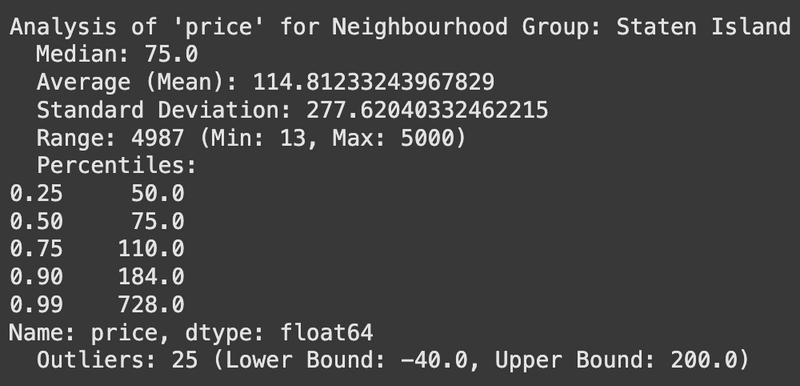 Analysis of 'price' for Neighbourhood Group: Staten Island
  Median: 75.0
  Average (Mean): 114.81233243967829
  Standard Deviation: 277.62040332462215
  Range: 4987 (Min: 13, Max: 5000)
  Percentiles:
0.25     50.0
0.50     75.0
0.75    110.0
0.90    184.0
0.99    728.0
Name: price, dtype: float64
  Outliers: 25 (Lower Bound: -40.0, Upper Bound: 200.0)